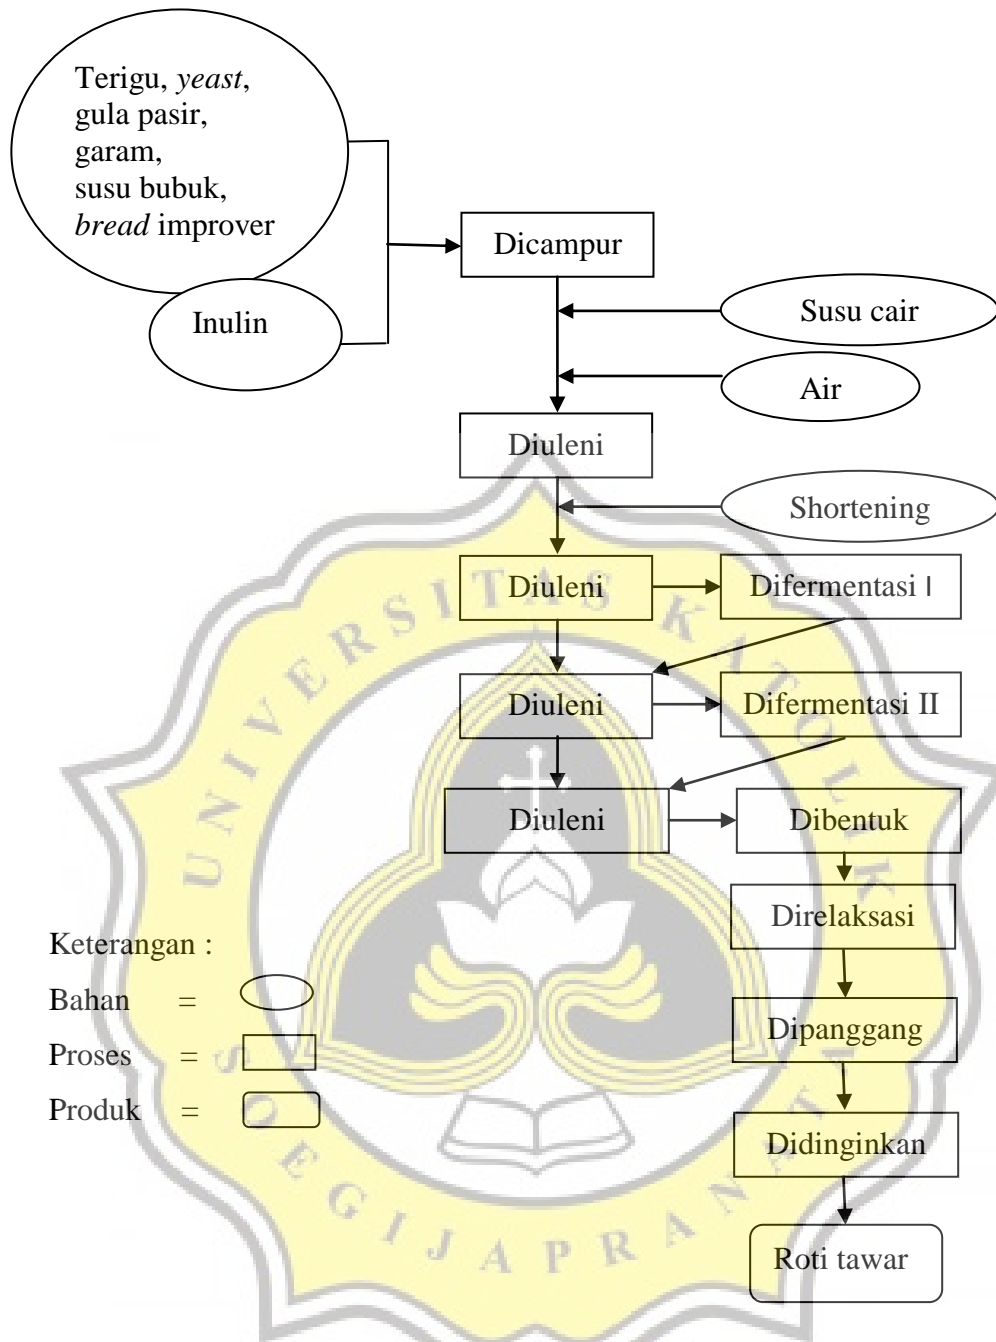 Terigu, yeast,
gula pasir,
garam,
susu bubuk,
bread improver
Inulin
Dicampur
Susu cair
Air
Diuleni
Shortening
Diuleni
Difermentasi I
Diuleni
Difermentasi II
Diuleni
Dibentuk
Direlaksasi
Dipanggang
Didinginkan
Roti tawar
Keterangan :
Bahan =
Proses =
Produk =
UNIVERSITAS KATOLIK
SOEGIJAPRANATA